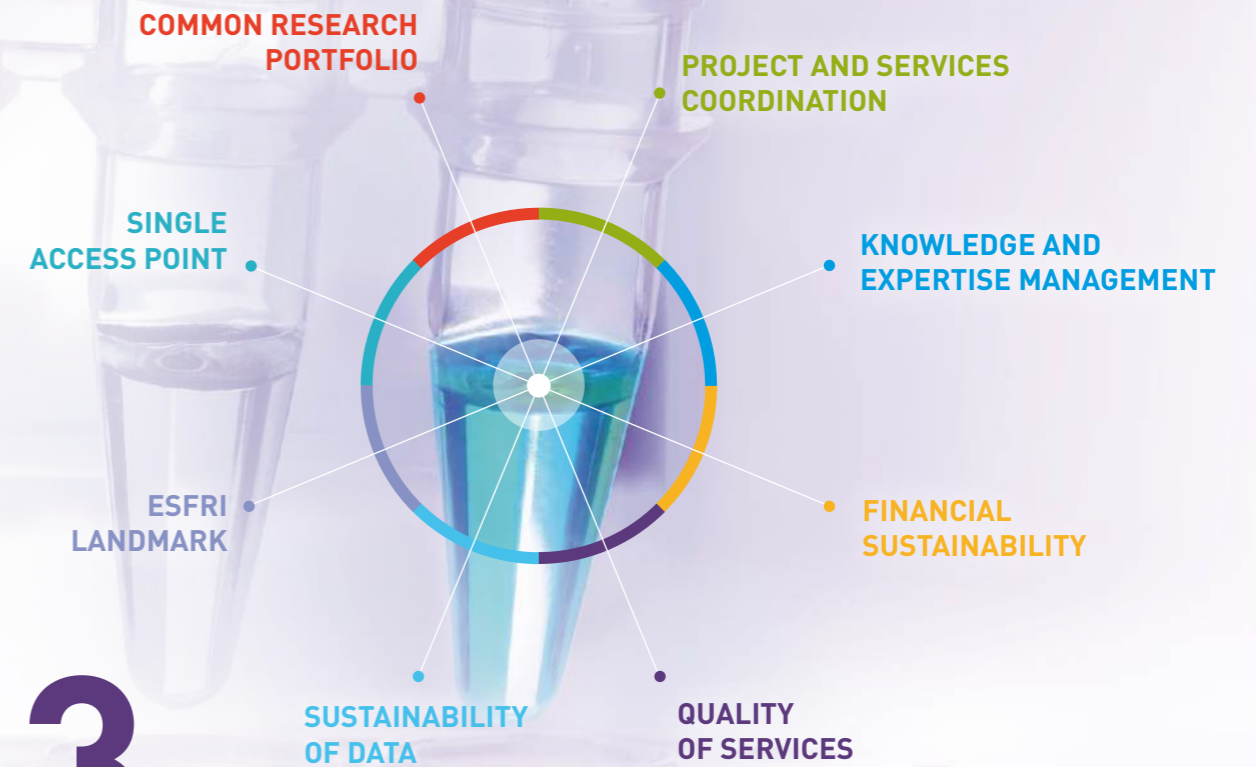 COMMON RESEARCH
PORTFOLIO
PROJECT AND SERVICES
COORDINATION
SINGLE
ACCESS POINT
KNOWLEDGE AND
EXPERTISE MANAGEMENT
ESFRI
LANDMARK
FINANCIAL
SUSTAINABILITY
SUSTAINABILITY
OF DATA
QUALITY
OF SERVICES
3